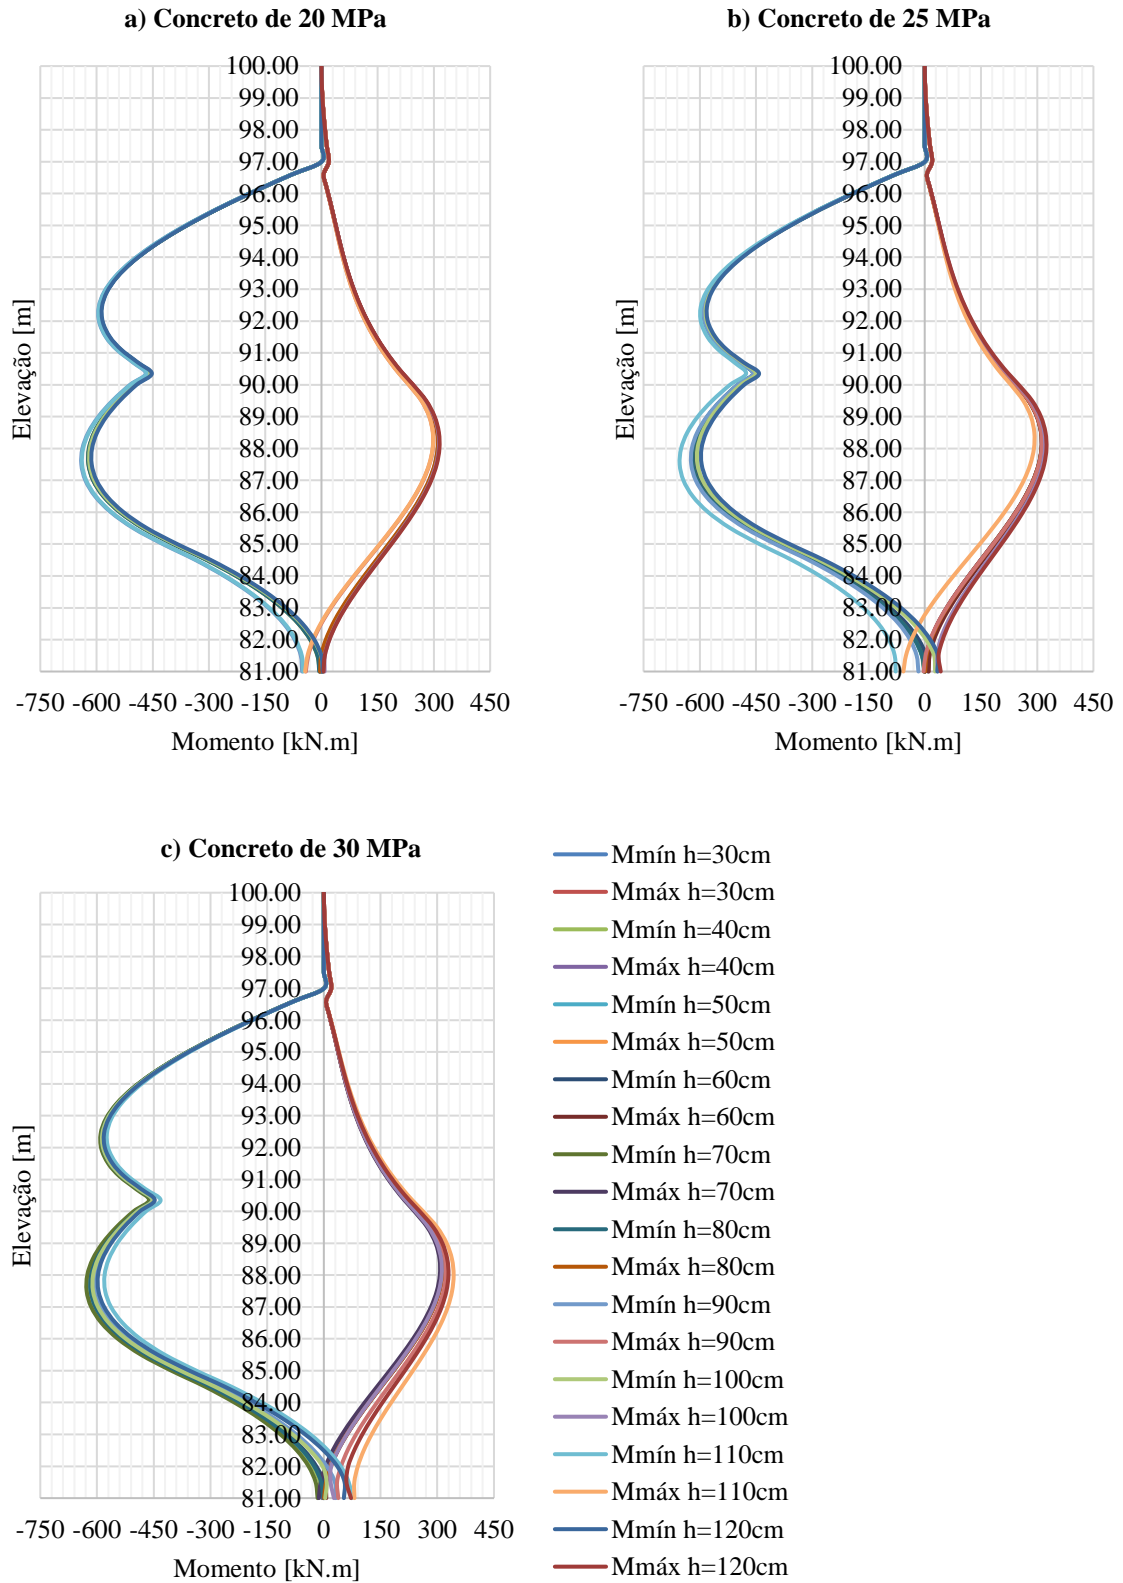 a) Concreto de 20 MPa
100.00
99.00
98.00
97.00
96.00
95.00
94.00
93.00
92.00
91.00
90.00
89.00
88.00
87.00
86.00
85.00
84.00
83.00
82.00
81.00
-750 -600 -450 -300 -150 0 150 300 450
Elevação [m]
Momento [kN.m]
b) Concreto de 25 MPa
100.00
99.00
98.00
97.00
96.00
95.00
94.00
93.00
92.00
91.00
90.00
89.00
88.00
87.00
86.00
85.00
84.00
83.00
82.00
81.00
-750 -600 -450 -300 -150 0 150 300 450
Elevação [m]
Momento [kN.m]
c) Concreto de 30 MPa
100.00
99.00
98.00
97.00
96.00
95.00
94.00
93.00
92.00
91.00
90.00
89.00
88.00
87.00
86.00
85.00
84.00
83.00
82.00
81.00
-750 -600 -450 -300 -150 0 150 300 450
Elevação [m]
Momento [kN.m]
Mmín h=30cm
Mmáx h=30cm
Mmín h=40cm
Mmáx h=40cm
Mmín h=50cm
Mmáx h=50cm
Mmín h=60cm
Mmáx h=60cm
Mmín h=70cm
Mmáx h=70cm
Mmín h=80cm
Mmáx h=80cm
Mmín h=90cm
Mmáx h=90cm
Mmín h=100cm
Mmáx h=100cm
Mmín h=110cm
Mmáx h=110cm
Mmín h=120cm
Mmáx h=120cm